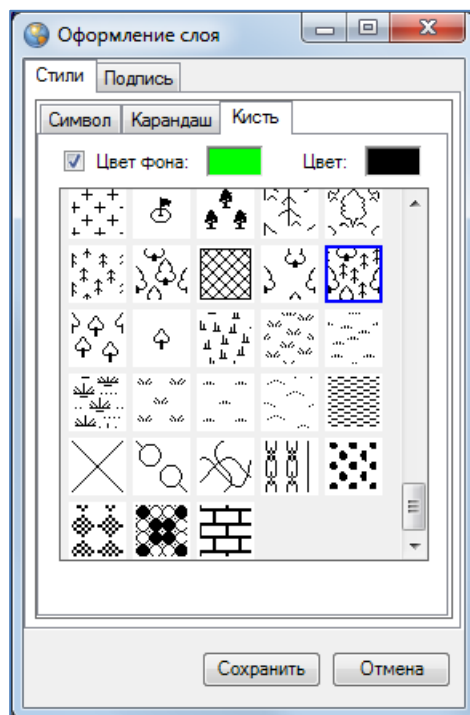 Оформление слоя
Стили Подпись
Символ Карандаш Кисть
Цвет фона: Цвет:
Сохранить Отмена